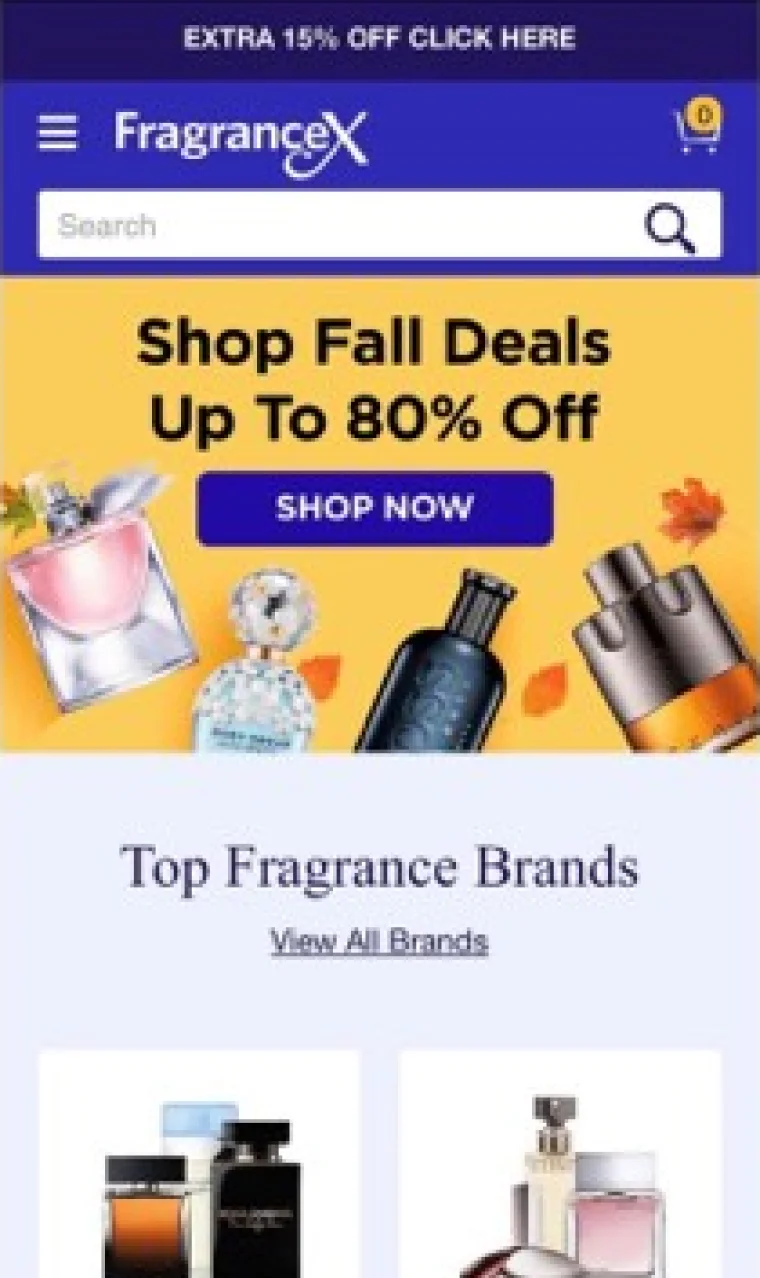 EXTRA 15% OFF CLICK HERE
FragranceX
0
Search
Shop Fall Deals
Up To 80% Off
SHOP NOW
Top Fragrance Brands
View All Brands